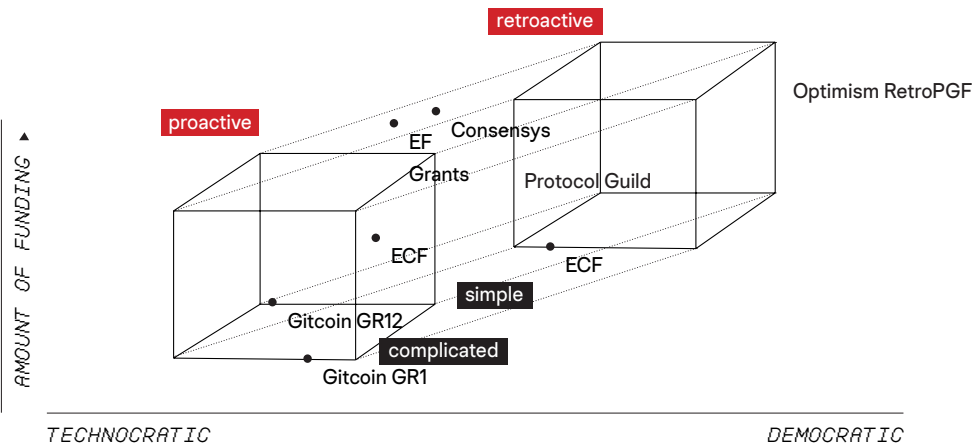 retroactive
Optimism RetroPGF
proactive
Consensys
EF
Grants
Protocol Guild
ECF
ECF
simple
Gitcoin GR12
complicated
Gitcoin GR1
AMOUNT OF FUNDING ▲
TECHNOCRATIC
DEMOCRATIC